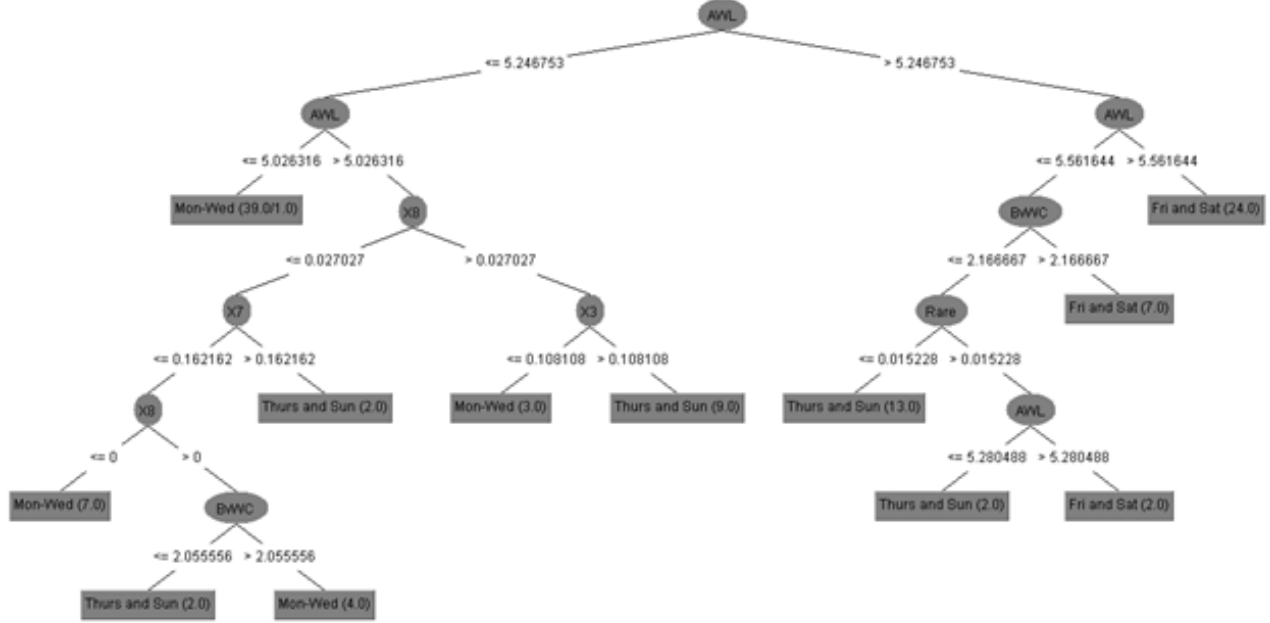 AWL
<= 5.246753 > 5.246753
AWL AWL
<= 5.026316 > 5.026316 <= 5.561644 > 5.561644
Mon-Wed (39.0/1.0) X8 BWWC Fri and Sat (24.0)
<= 0.027027 > 0.027027 <= 2.166667 > 2.166667
X7 X3 Rare Fri and Sat (7.0)
<= 0.162162 > 0.162162 <= 0.108108 > 0.108108 <= 0.015228 > 0.015228
X8 Thurs and Sun (2.0) Mon-Wed (3.0) Thurs and Sun (9.0) Thurs and Sun (13.0) AWL
<= 0 > 0 <= 5.280488 > 5.280488
Mon-Wed (7.0) BWWC Thurs and Sun (2.0) Fri and Sat (2.0)
<= 2.055556 > 2.055556
Thurs and Sun (2.0) Mon-Wed (4.0)